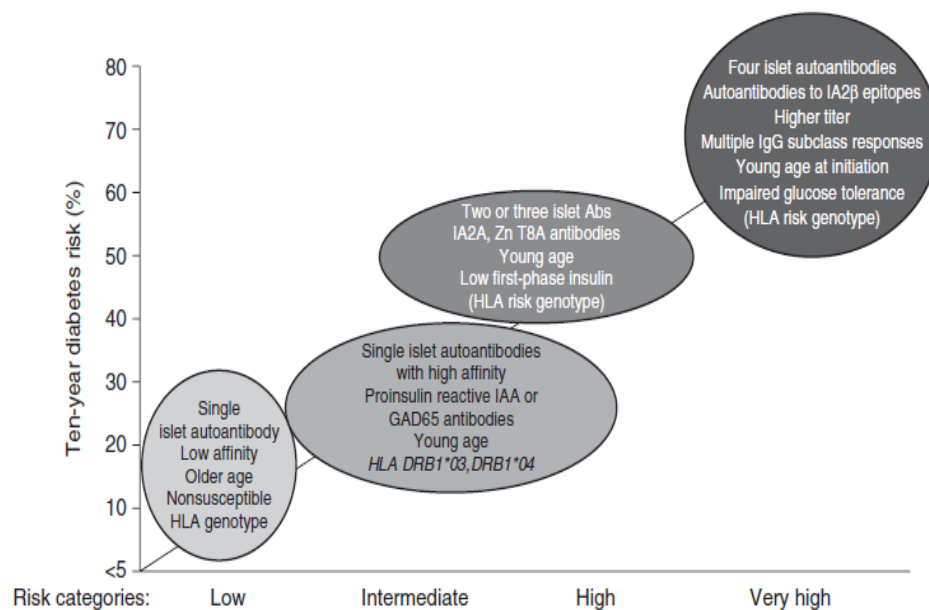 80
70
60
50
40
30
20
10
<5
Ten-year diabetes risk (%)
Four islet autoantibodies
Autoantibodies to IA2β epitopes
Higher titer
Multiple IgG subclass responses
Young age at initiation
Impaired glucose tolerance
(HLA risk genotype)
Two or three islet Abs
IA2A, Zn T8A antibodies
Young age
Low first-phase insulin
(HLA risk genotype)
Single islet autoantibodies
with high affinity
Proinsulin reactive IAA or
GAD65 antibodies
Young age
HLA DRB1*03,DRB1*04
Single
islet autoantibody
Low affinity
Older age
Nonsusceptible
HLA genotype
Risk categories: Low Intermediate High Very high